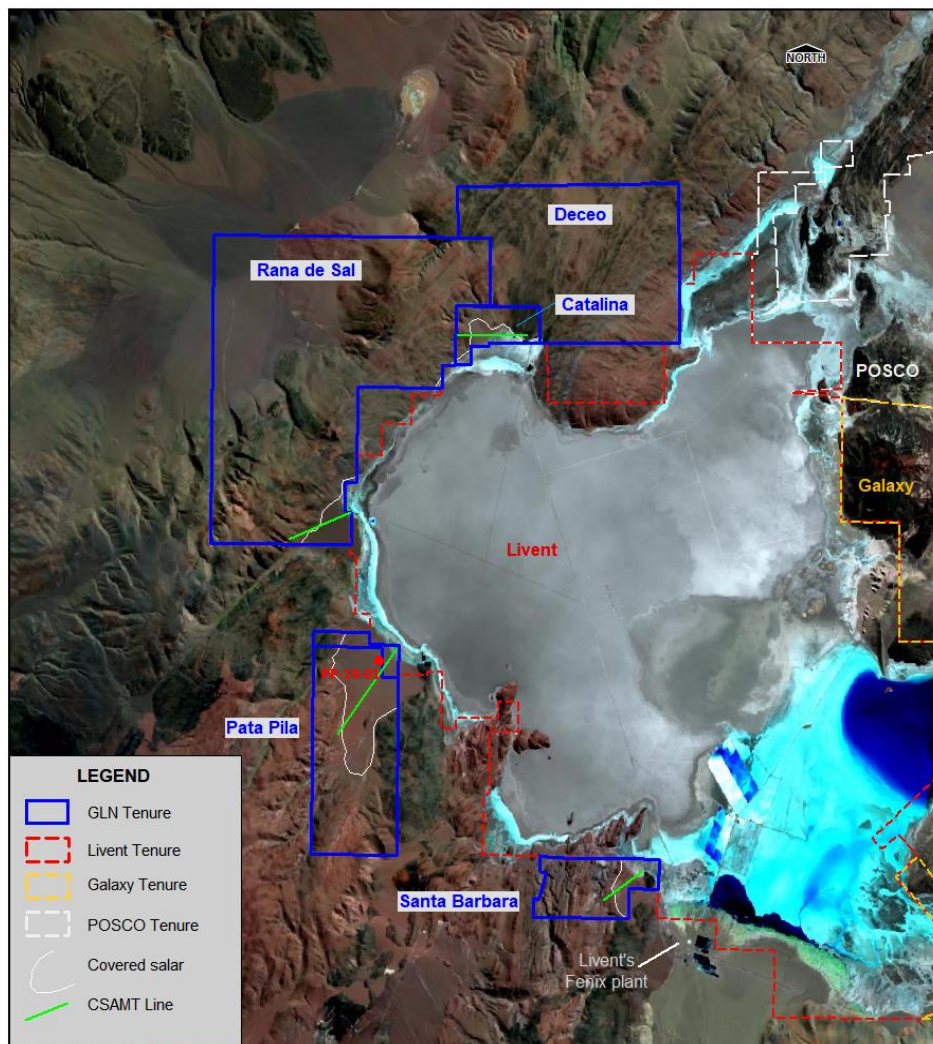 NORTH
Deceo
Rana de Sal
Catalina
POSCO
Galaxy
Livent
PP-19-01
Pata Pila
LEGEND
GLN Tenure
Livent Tenure
Galaxy Tenure
POSCO Tenure
Covered salar
CSAMT Line
Santa Barbara
Livent's
Fenix plant